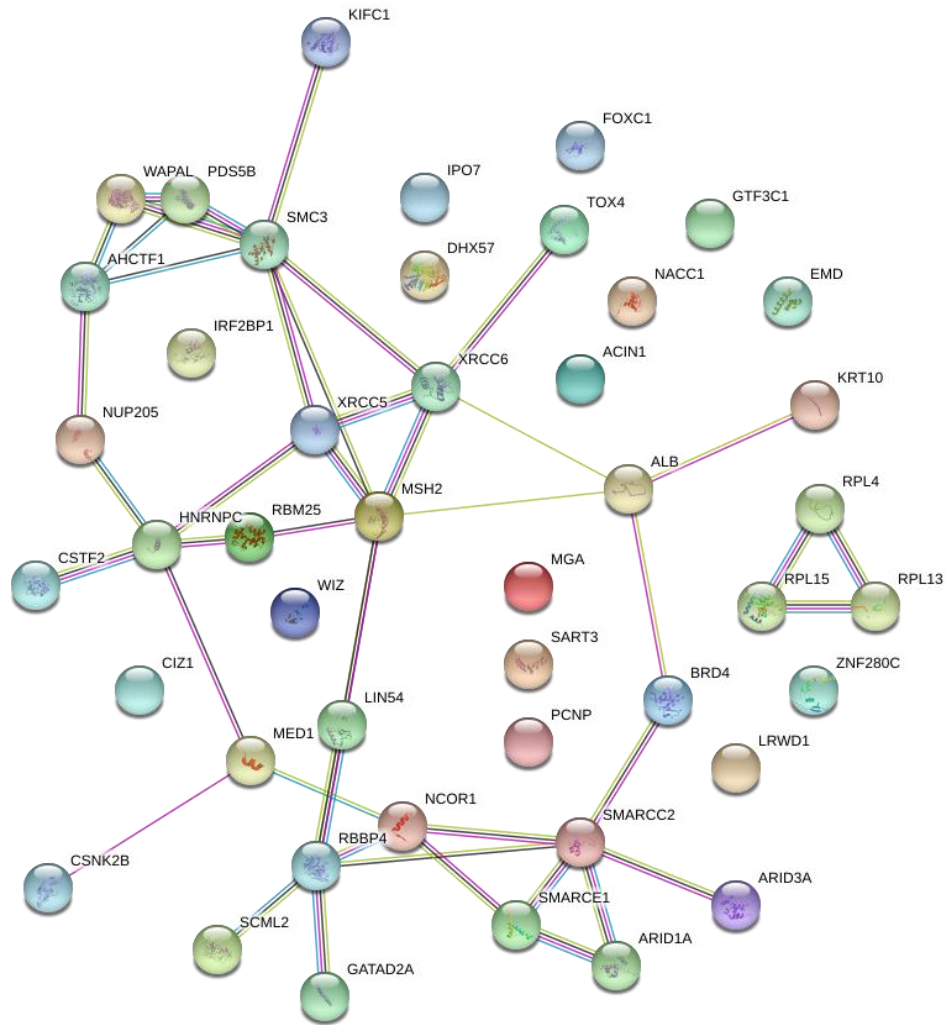 KIFC1
FOXC1
WAPAL
PDS5B
IPO7
GTF3C1
SMC3
TOX4
DHX57
AHCTF1
NACC1
EMD
IRF2BP1
XRCC6
ACIN1
KRT10
XRCC5
NUP205
ALB
MSH2
RPL4
HNRNPC
RBM25
CSTF2
MGA
RPL15
RPL13
WIZ
SART3
CIZ1
BRD4
ZNF280C
LIN54
PCNP
MED1
LRWD1
NCOR1
SMARCC2
RBBP4
CSNK2B
ARID3A
SMARCE1
SCML2
ARID1A
GATAD2A